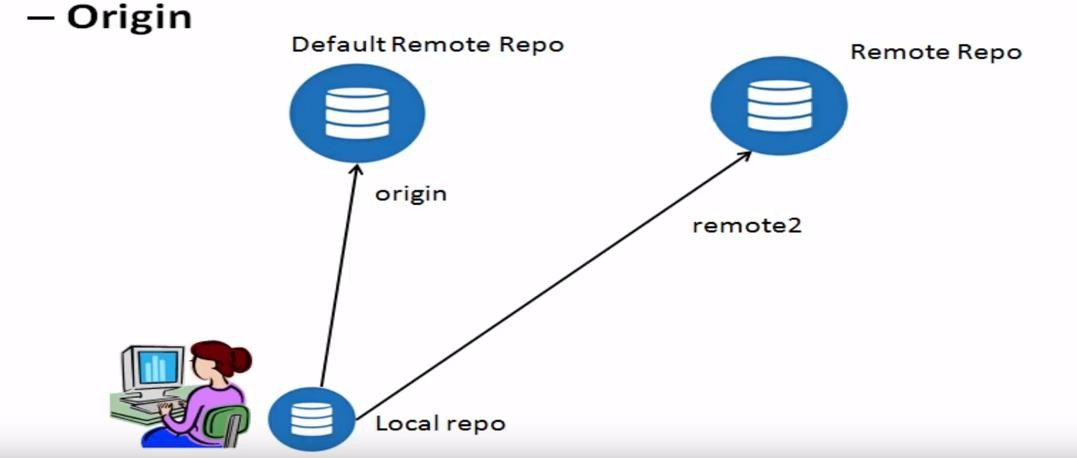 – Origin
Default Remote Repo
Remote Repo
origin
remote2
Local repo